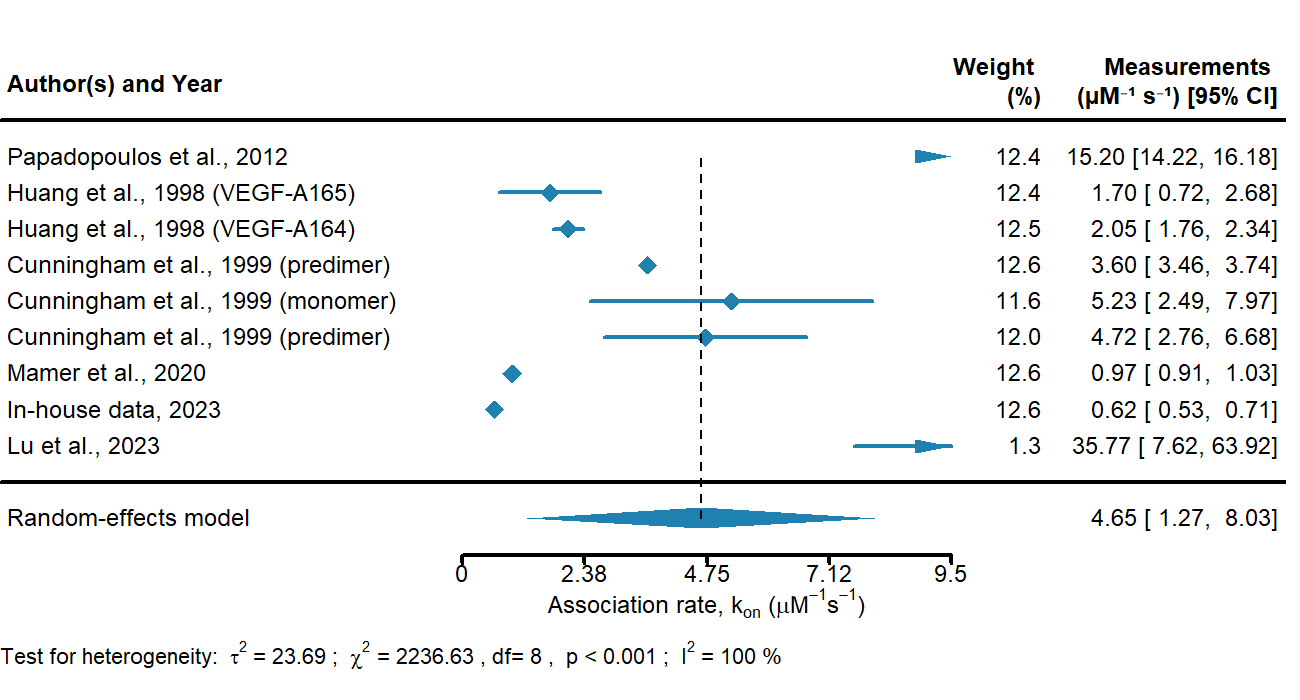 Weight Measurements
Author(s) and Year (%) (μM⁻¹ s⁻¹) [95% CI]
Papadopoulos et al., 2012 12.4 15.20 [14.22, 16.18]
Huang et al., 1998 (VEGF-A165) 12.4 1.70 [ 0.72, 2.68]
Huang et al., 1998 (VEGF-A164) 12.5 2.05 [ 1.76, 2.34]
Cunningham et al., 1999 (predimer) 12.6 3.60 [ 3.46, 3.74]
Cunningham et al., 1999 (monomer) 11.6 5.23 [ 2.49, 7.97]
Cunningham et al., 1999 (predimer) 12.0 4.72 [ 2.76, 6.68]
Mamer et al., 2020 12.6 0.97 [ 0.91, 1.03]
In-house data, 2023 12.6 0.62 [ 0.53, 0.71]
Lu et al., 2023 1.3 35.77 [ 7.62, 63.92]
Random-effects model 4.65 [ 1.27, 8.03]
0 2.38 4.75 7.12 9.5
Association rate, kon (μM⁻¹s⁻¹)
Test for heterogeneity: τ² = 23.69 ; χ² = 2236.63 , df= 8 , p < 0.001 ; I² = 100 %